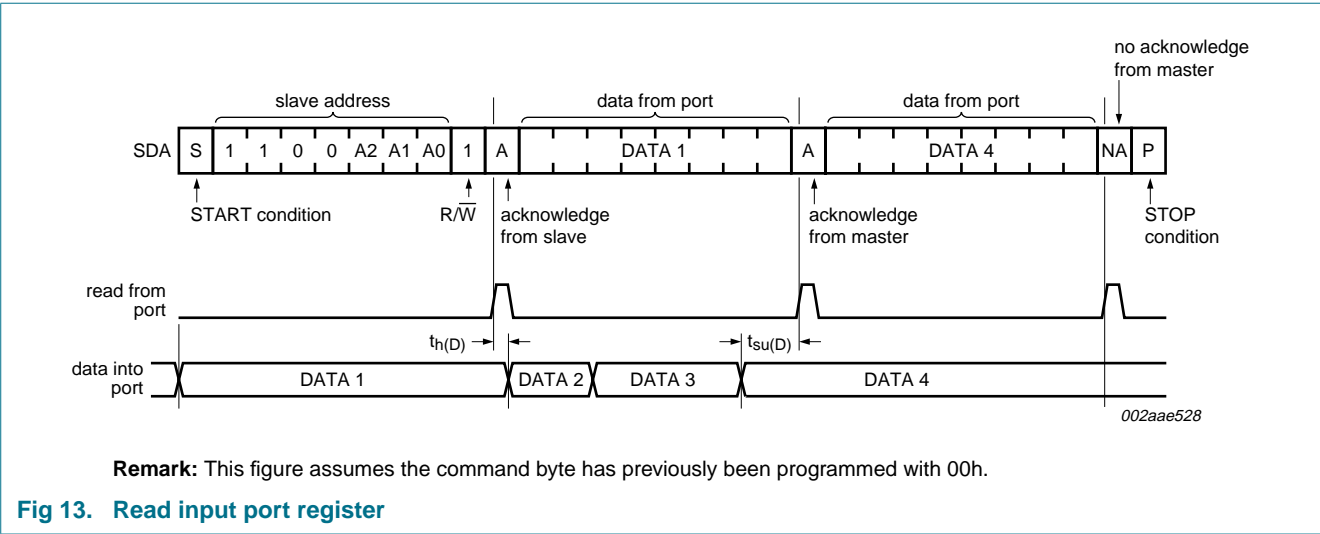 no acknowledge
from master
slave address
data from port
data from port
SDA S 1 1 0 0 A2 A1 A0 1 A DATA 1 A DATA 4 NA P
START condition
R/W̅
acknowledge
from slave
acknowledge
from master
STOP
condition
read from
port
th(D)
tsu(D)
data into
port
DATA 1 DATA 2 DATA 3 DATA 4
002aae528
Remark: This figure assumes the command byte has previously been programmed with 00h.
Fig 13. Read input port register